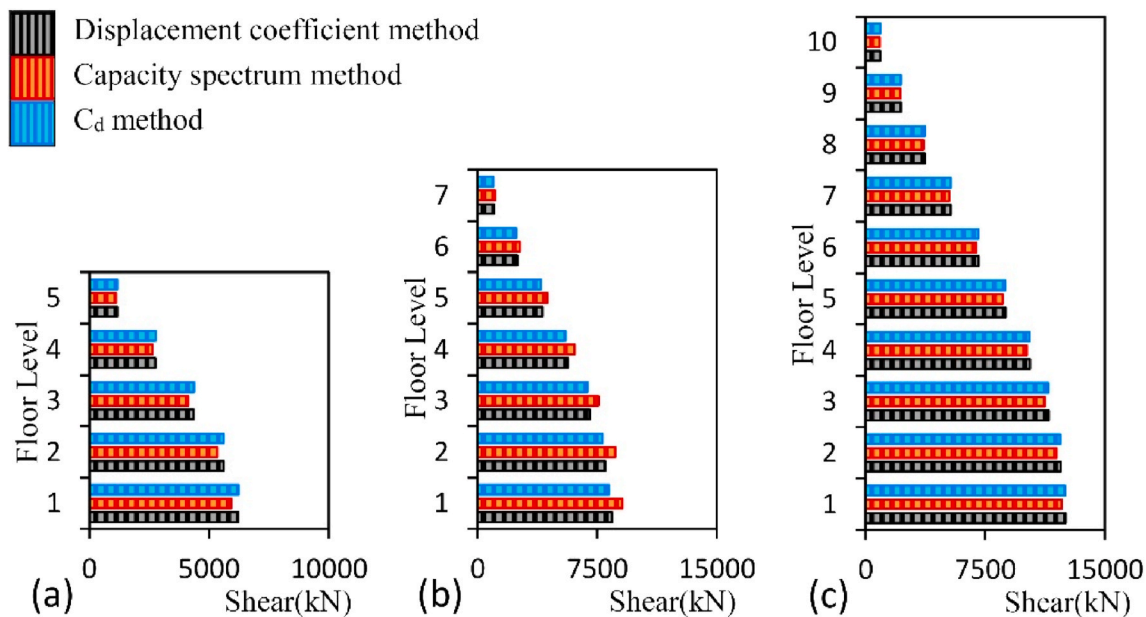 Displacement coefficient method
Capacity spectrum method
Cd method
5
4
3
2
1
Floor Level
0 5000 10000
(a) Shear(kN)
7
6
5
4
3
2
1
Floor Level
0 7500 15000
(b) Shear(kN)
10
9
8
7
6
5
4
3
2
1
Floor Level
0 7500 15000
(c) Shear(kN)